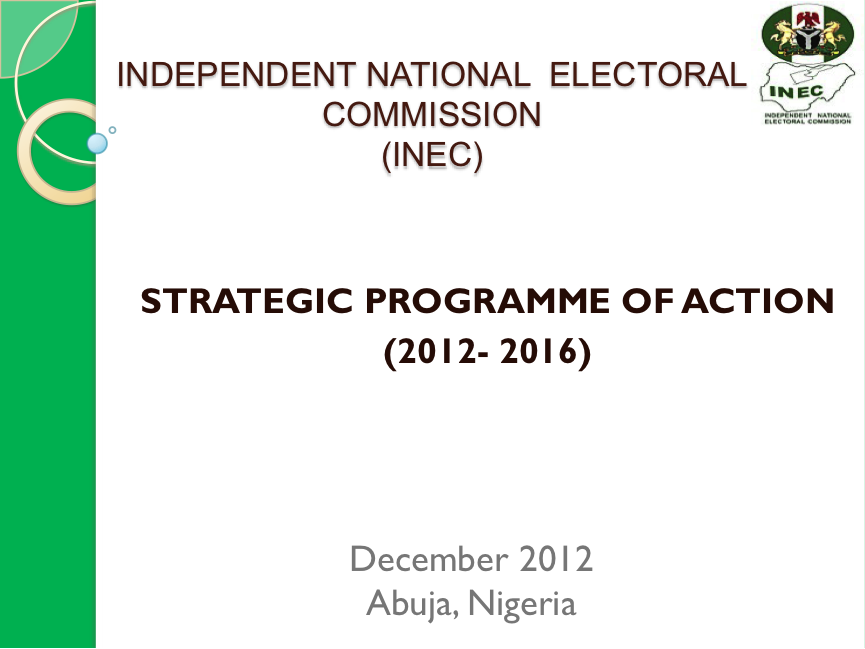 INDEPENDENT NATIONAL ELECTORAL
COMMISSION
(INEC)
INEC
INDEPENDENT NATIONAL
ELECTORAL COMMISSION
STRATEGIC PROGRAMME OF ACTION
(2012- 2016)
December 2012
Abuja, Nigeria